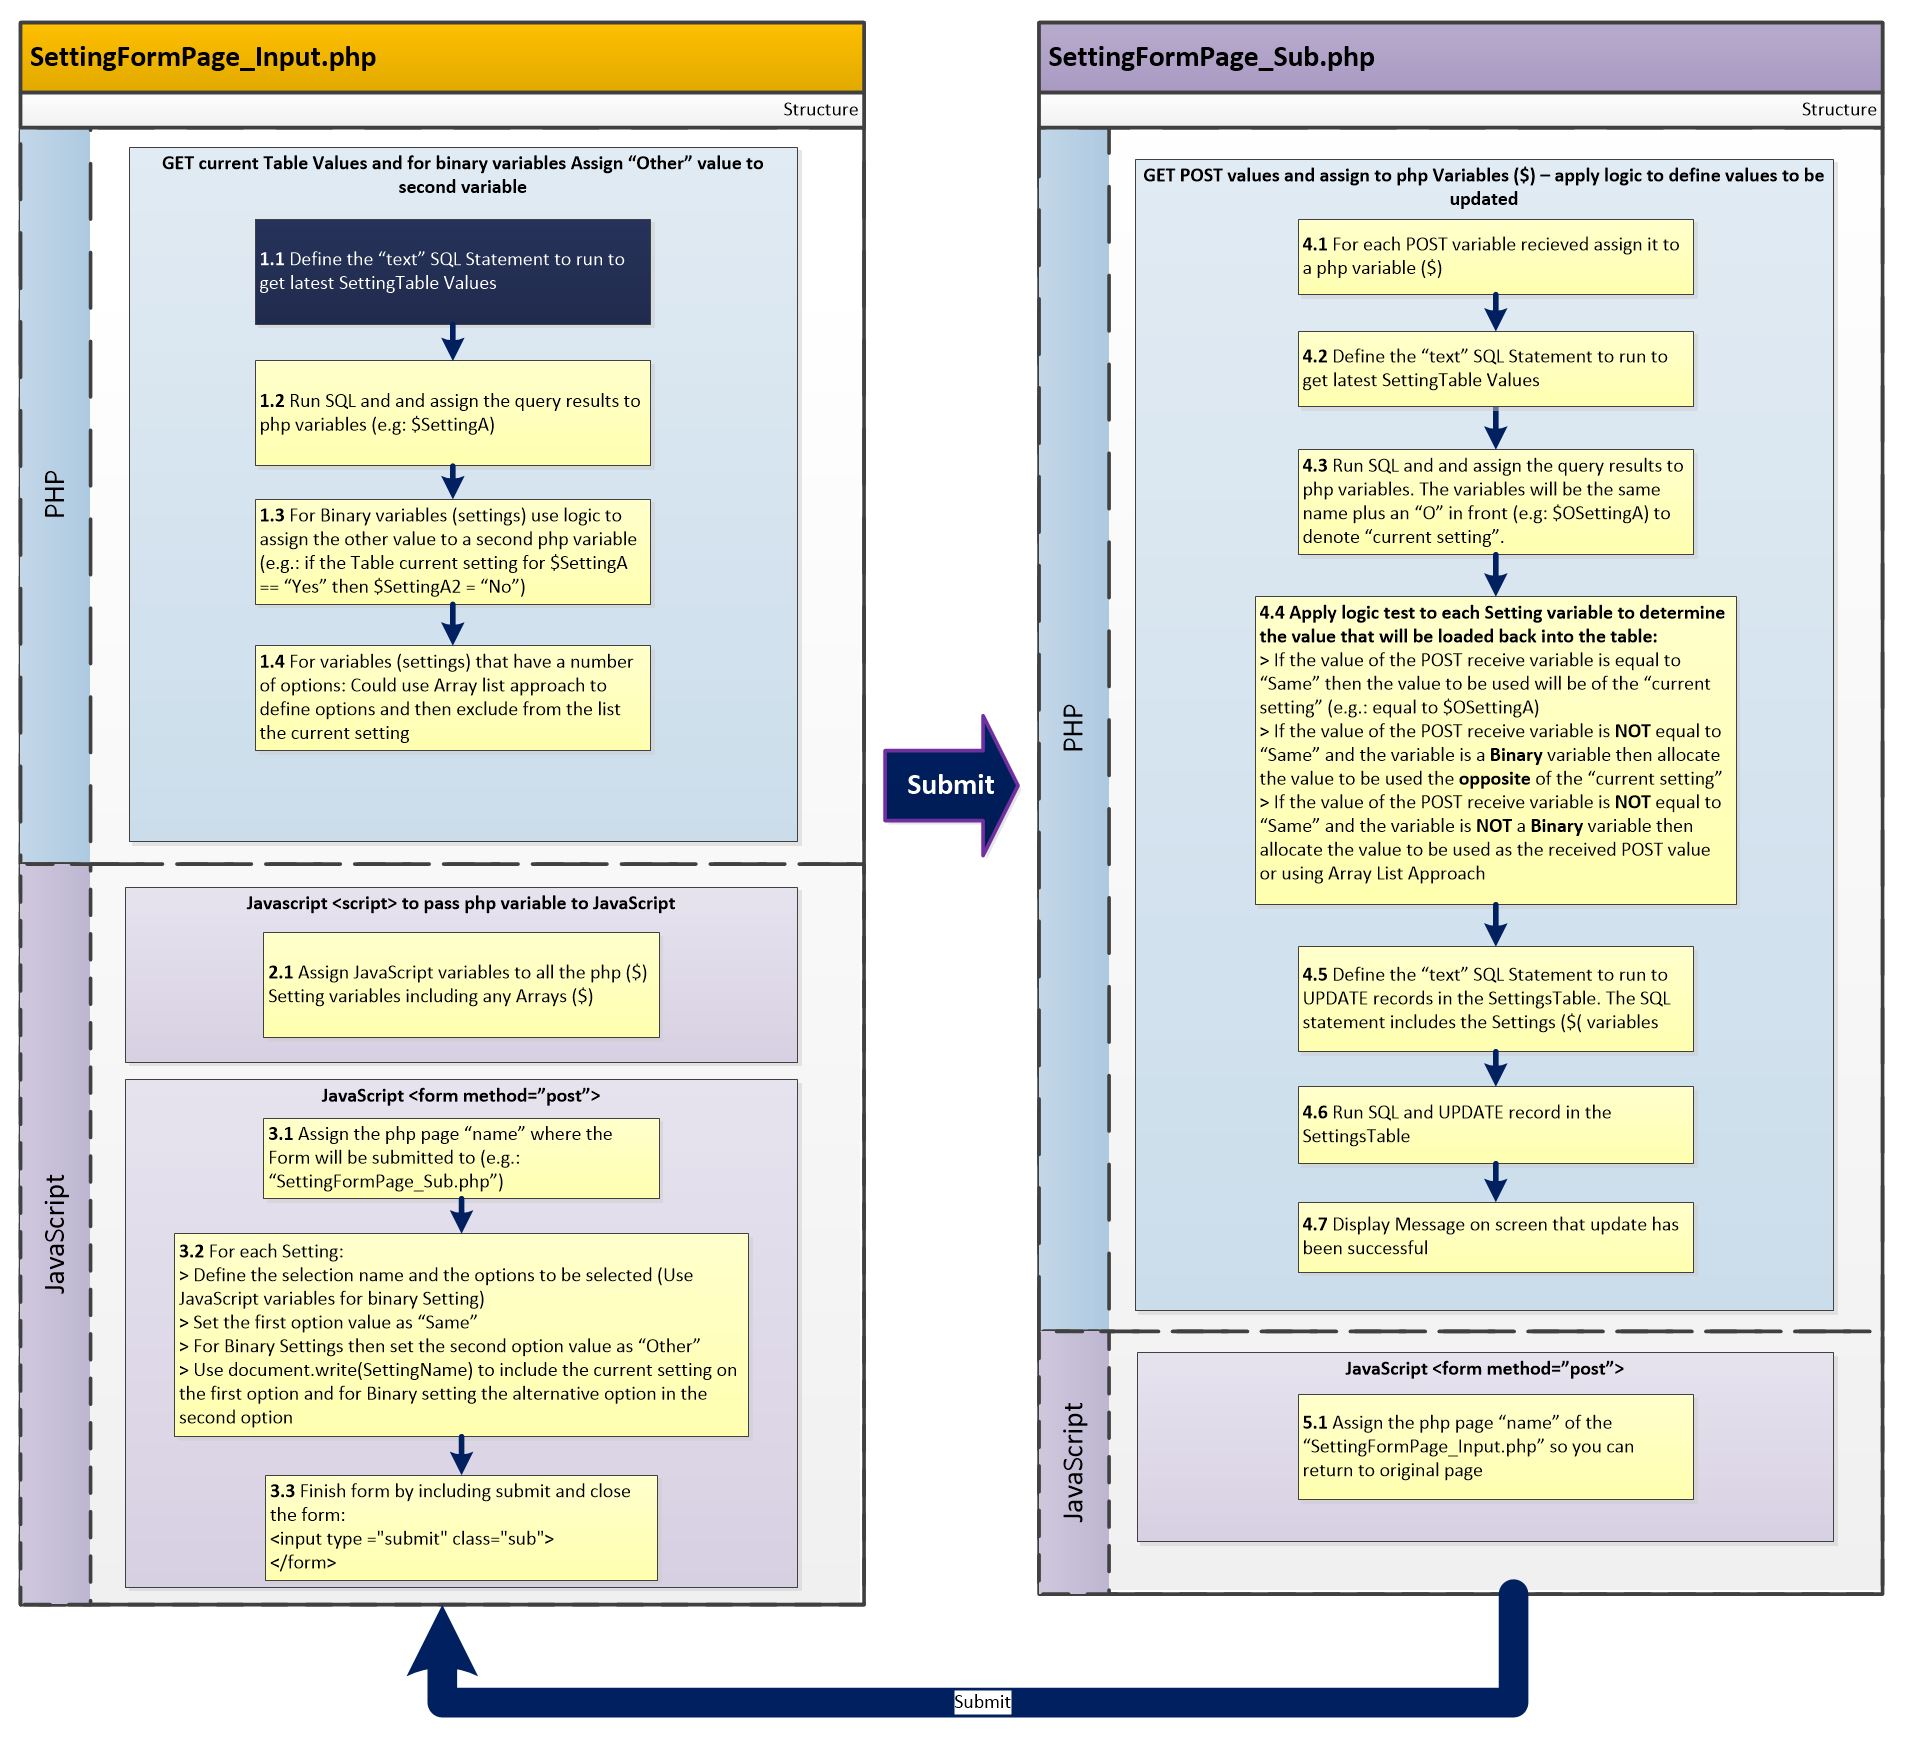 SettingFormPage_Input.php
Structure
PHP
GET current Table Values and for binary variables Assign “Other” value to
second variable
1.1 Define the “text” SQL Statement to run to
get latest SettingTable Values
1.2 Run SQL and and assign the query results to
php variables (e.g: $SettingA)
1.3 For Binary variables (settings) use logic to
assign the other value to a second php variable
(e.g.: if the Table current setting for $SettingA
== “Yes” then $SettingA2 = “No”)
1.4 For variables (settings) that have a number
of options: Could use Array list approach to
define options and then exclude from the list
the current setting
JavaScript
Javascript <script> to pass php variable to JavaScript
2.1 Assign JavaScript variables to all the php ($)
Setting variables including any Arrays ($)
JavaScript <form method=”post”>
3.1 Assign the php page “name” where the
Form will be submitted to (e.g.:
“SettingFormPage_Sub.php”)
3.2 For each Setting:
> Define the selection name and the options to be selected (Use
JavaScript variables for binary Setting)
> Set the first option value as “Same”
> For Binary Settings then set the second option value as “Other”
> Use document.write(SettingName) to include the current setting on
the first option and for Binary setting the alternative option in the
second option
3.3 Finish form by including submit and close
the form:
<input type ="submit" class="sub">
</form>
Submit
SettingFormPage_Sub.php
Structure
PHP
GET POST values and assign to php Variables ($) – apply logic to define values to be
updated
4.1 For each POST variable recieved assign it to
a php variable ($)
4.2 Define the “text” SQL Statement to run to
get latest SettingTable Values
4.3 Run SQL and and assign the query results to
php variables. The variables will be the same
name plus an “O” in front (e.g: $OSettingA) to
denote “current setting”.
4.4 Apply logic test to each Setting variable to determine
the value that will be loaded back into the table:
> If the value of the POST receive variable is equal to
“Same” then the value to be used will be of the “current
setting” (e.g.: equal to $OSettingA)
> If the value of the POST receive variable is NOT equal to
“Same” and the variable is a Binary variable then allocate
the value to be used the opposite of the “current setting”
> If the value of the POST receive variable is NOT equal to
“Same” and the variable is NOT a Binary variable then
allocate the value to be used as the received POST value
or using Array List Approach
4.5 Define the “text” SQL Statement to run to
UPDATE records in the SettingsTable. The SQL
statement includes the Settings ($( variables
4.6 Run SQL and UPDATE record in the
SettingsTable
4.7 Display Message on screen that update has
been successful
JavaScript
JavaScript <form method=”post”>
5.1 Assign the php page “name” of the
“SettingFormPage_Input.php” so you can
return to original page
Submit